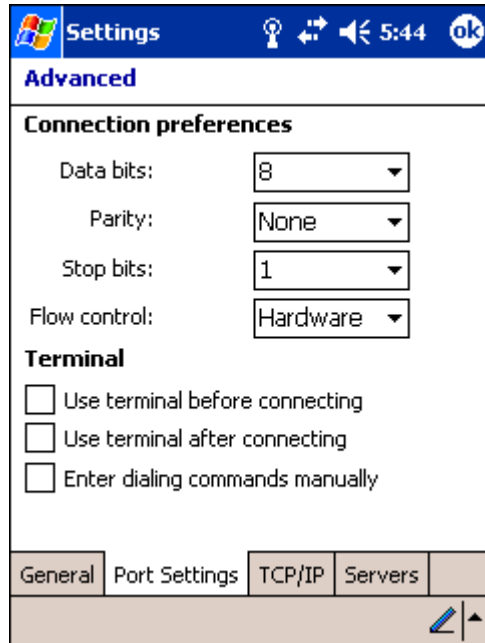 Settings 5:44 ok
Advanced
Connection preferences
Data bits: 8
Parity: None
Stop bits: 1
Flow control: Hardware
Terminal
Use terminal before connecting
Use terminal after connecting
Enter dialing commands manually
General Port Settings TCP/IP Servers